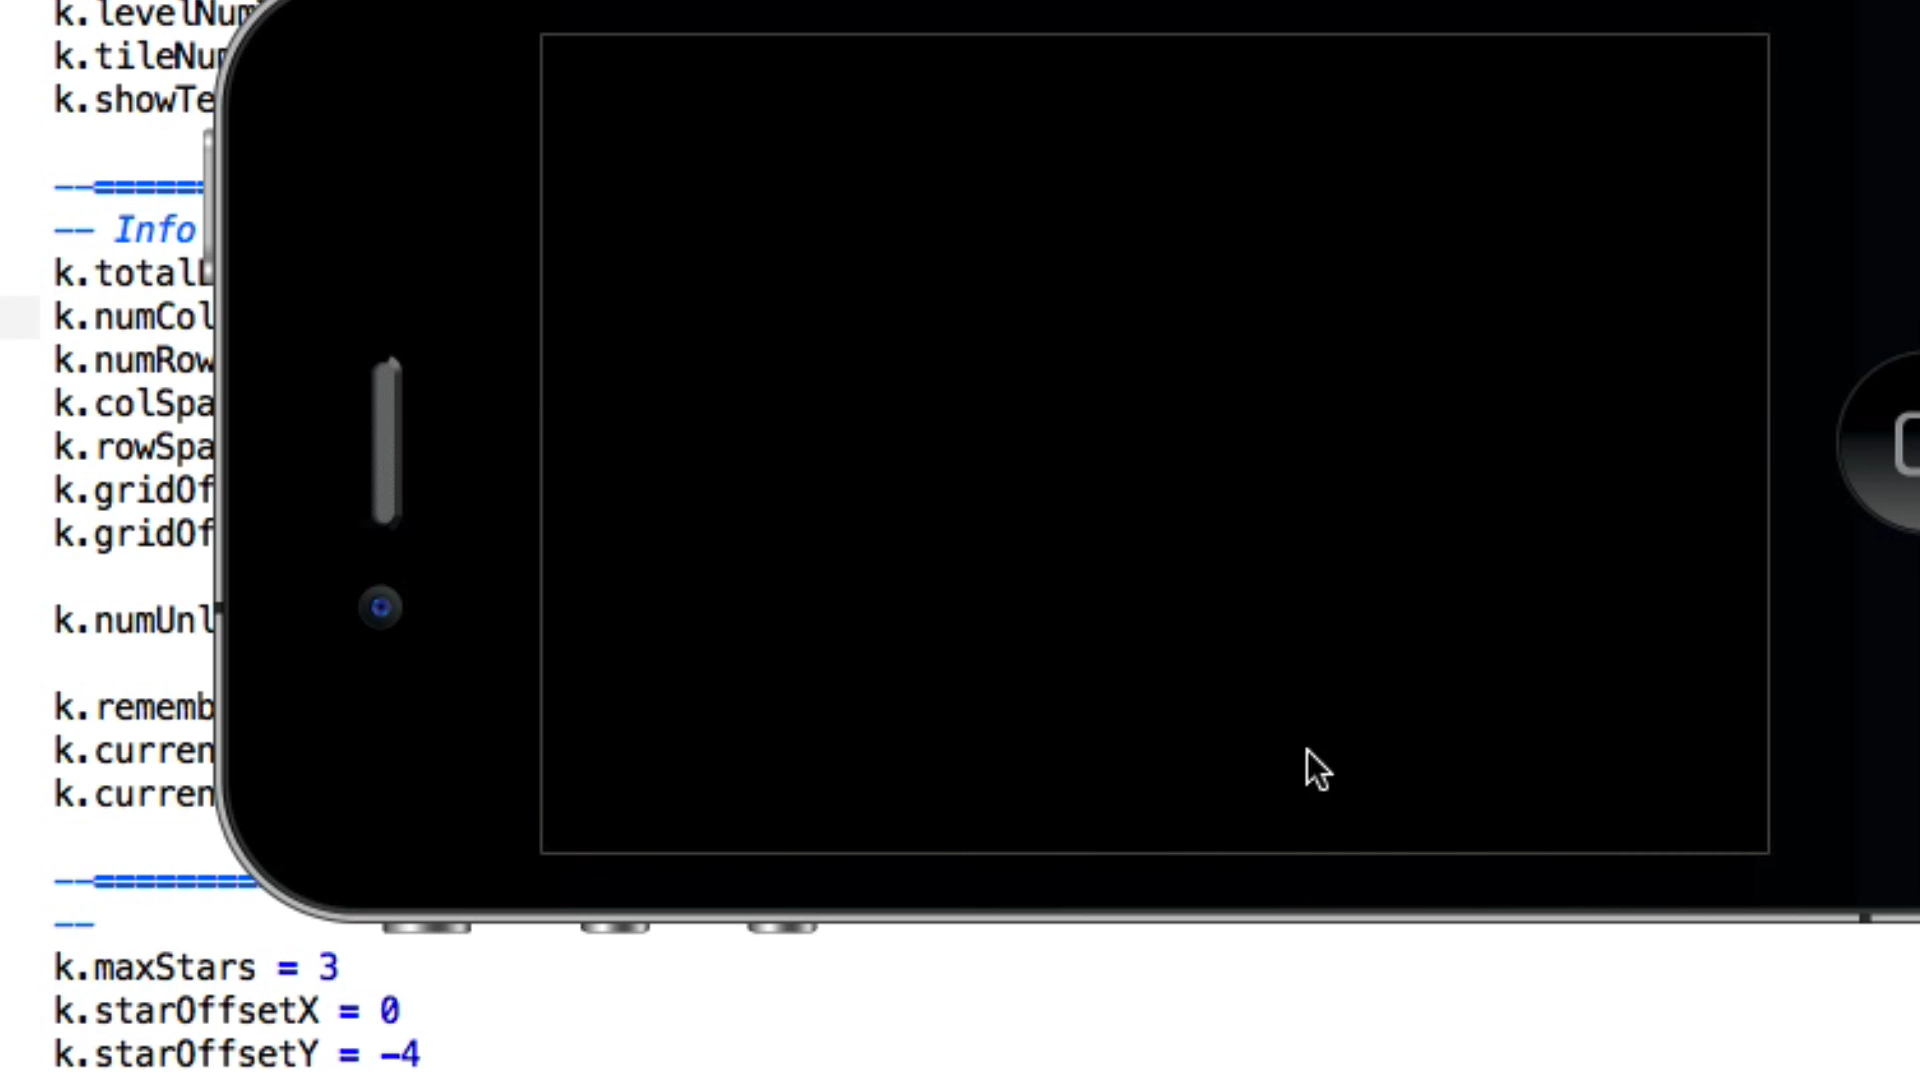 k.levelNum
k.tileNum
k.showTe
--======
-- Info
k.total
k.numCol
k.numRow
k.colSpa
k.rowSpa
k.gridOf
k.gridOf
k.numUnl
k.rememb
k.curren
k.curren
--========
--
k.maxStars = 3
k.starOffsetX = 0
k.starOffsetY = -4